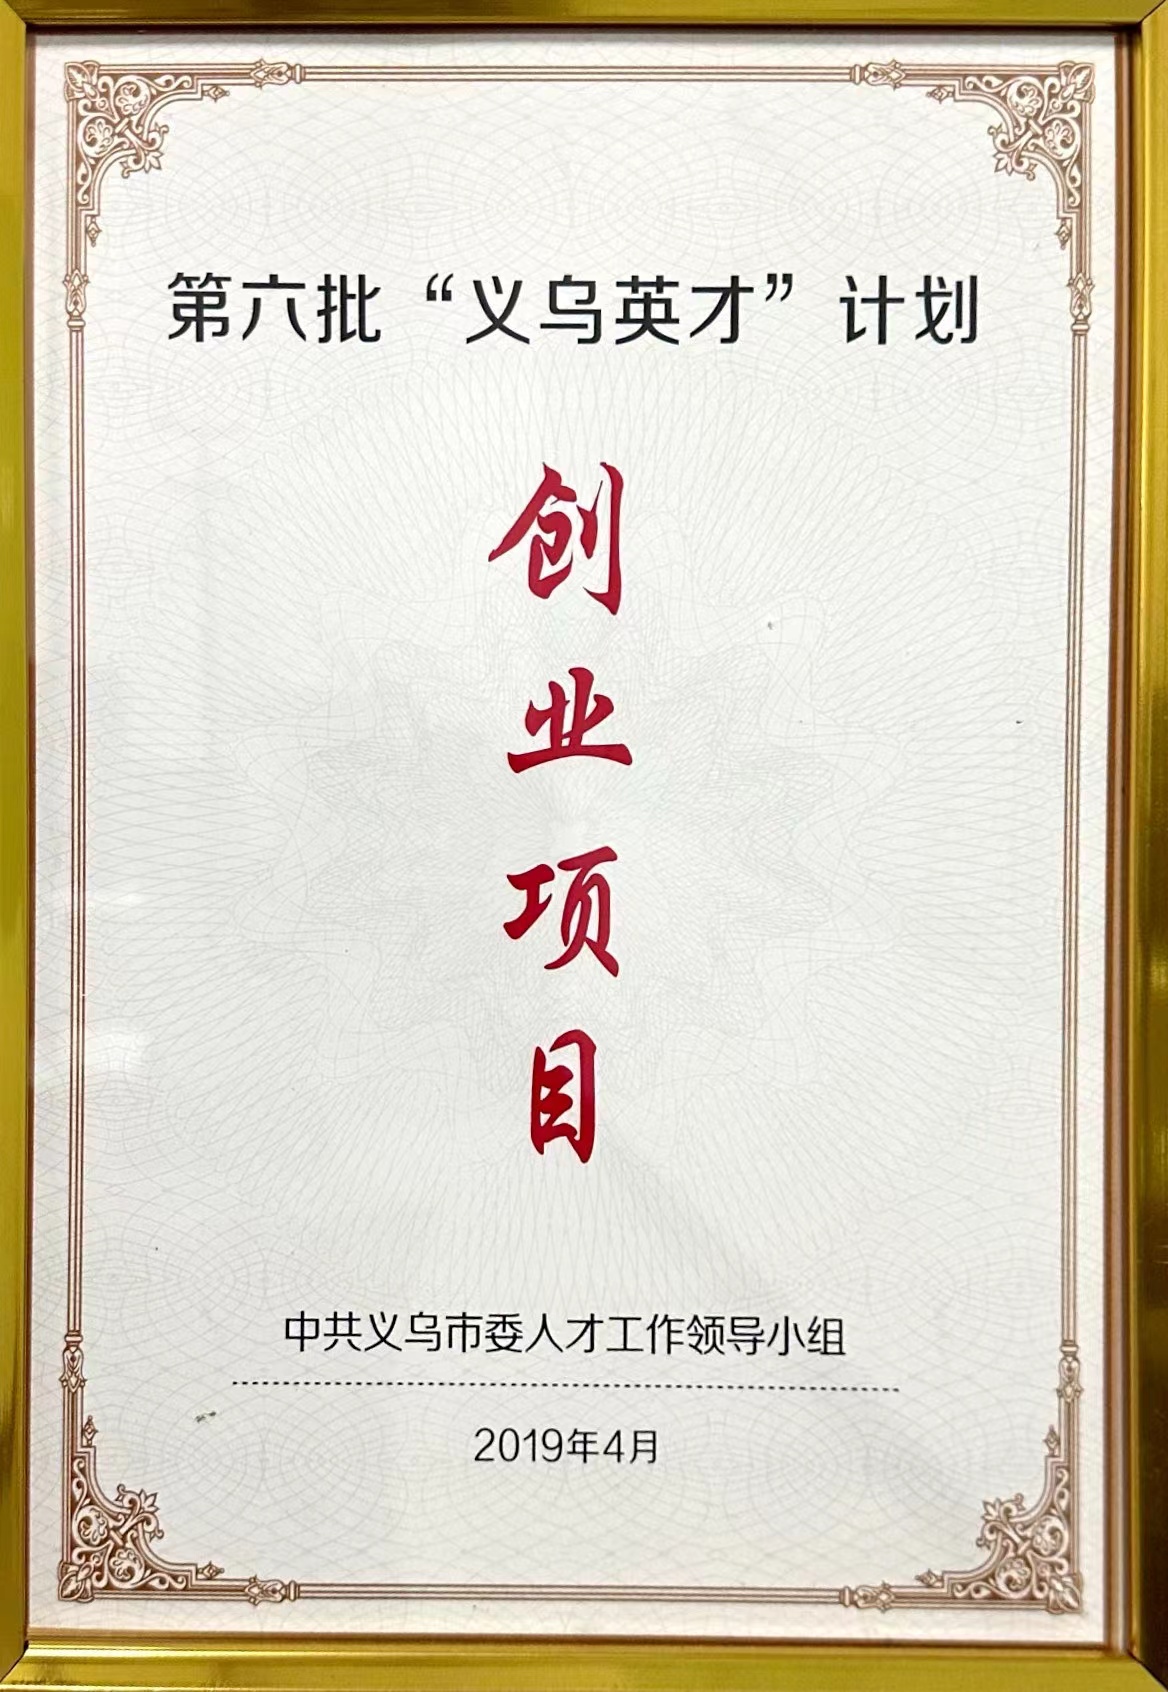 第六批“义乌英才”计划
创业项目
中共义乌市委人才工作领导小组
2019年4月